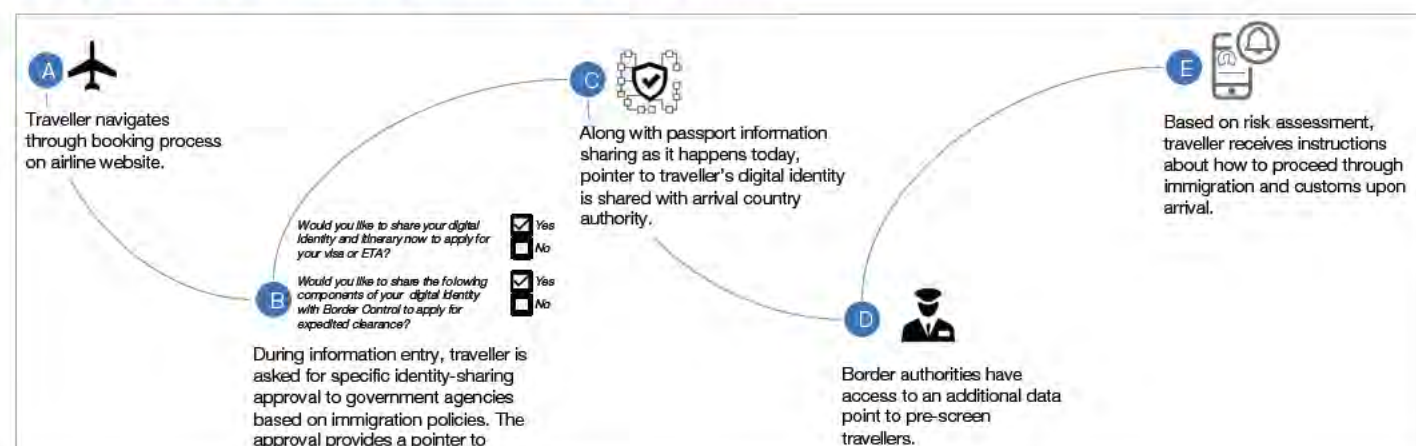 A
Traveller navigates
through booking process
on airline website.
Would you like to share your digital
identity and itinerary now to apply for
your visa or ETA?
Yes
No
Would you like to share the folowing
components of your digital identity
with Border Control to apply for
expedited clearance?
Yes
No
B
During information entry, traveller is
asked for specific identity-sharing
approval to government agencies
based on immigration policies. The
approval provides a pointer to
C
Along with passport information
sharing as it happens today,
pointer to traveller's digital identity
is shared with arrival country
authority.
D
Border authorities have
access to an additional data
point to pre-screen
travellers.
E
Based on risk assessment,
traveller receives instructions
about how to proceed through
immigration and customs upon
arrival.